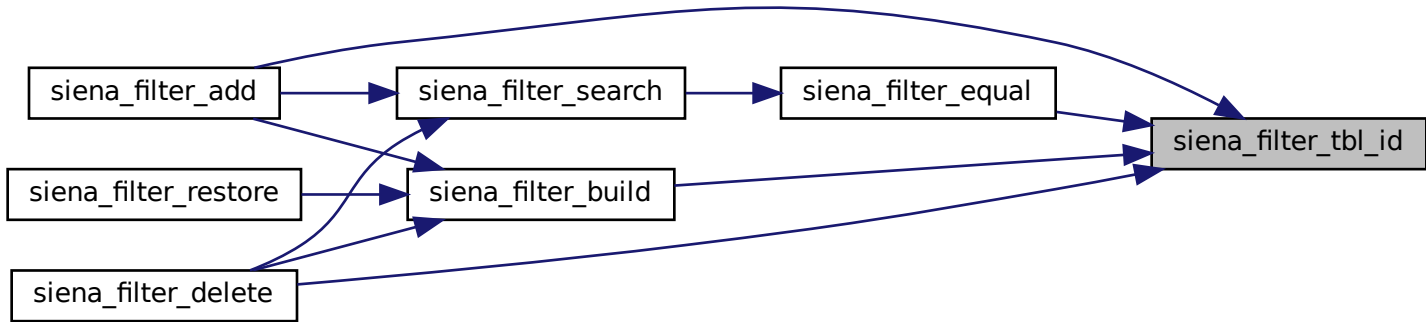 siena_filter_add
siena_filter_search
siena_filter_equal
siena_filter_tbl_id
siena_filter_restore
siena_filter_build
siena_filter_delete